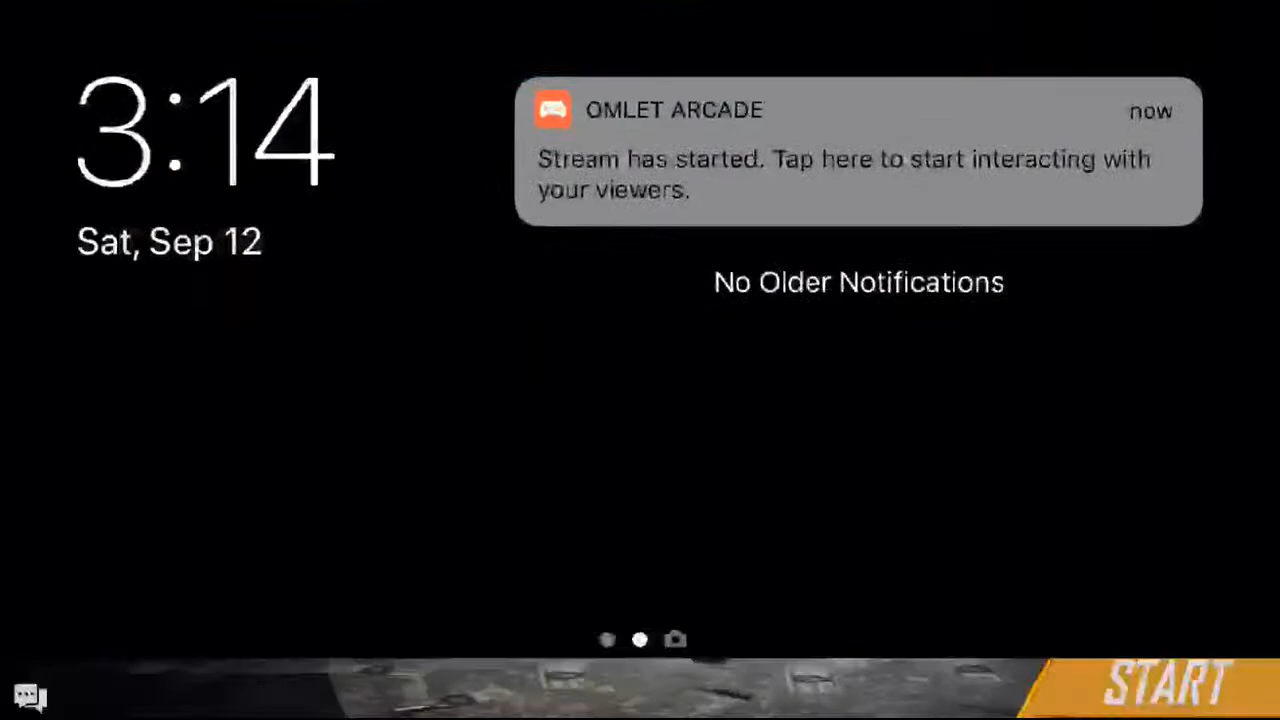 3:14
Sat, Sep 12
OMLET ARCADE
now
Stream has started. Tap here to start interacting with
your viewers.
No Older Notifications
START